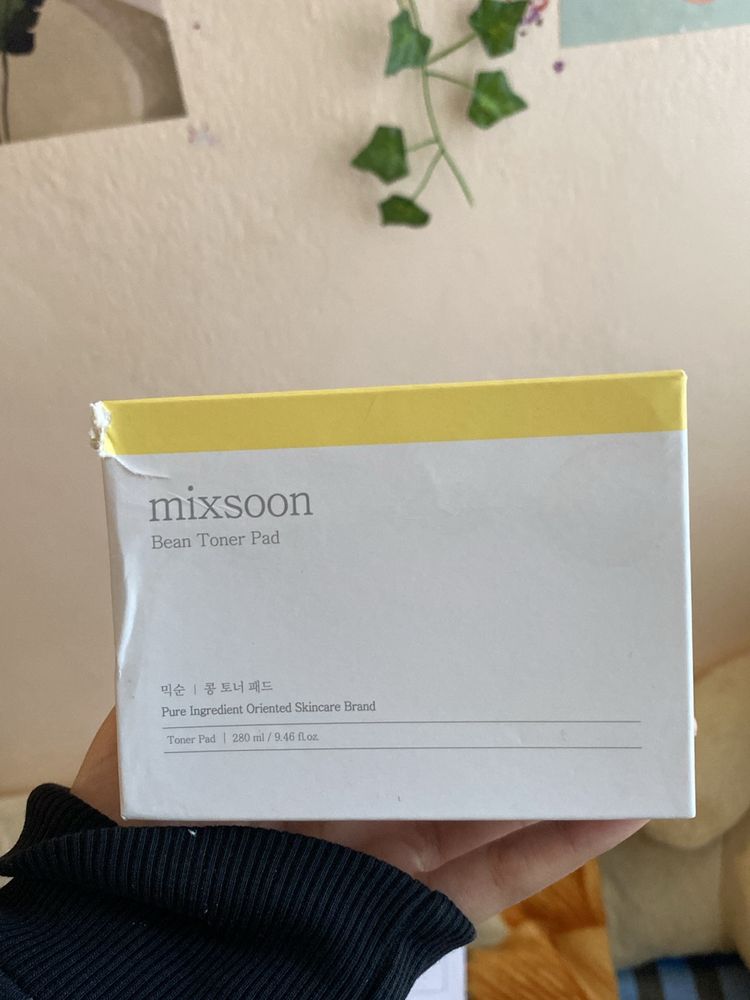 mixsoon
Bean Toner Pad
믹순 | 콩 토너 패드
Pure Ingredient Oriented Skincare Brand
Toner Pad | 280 ml / 9.46 fl.oz.